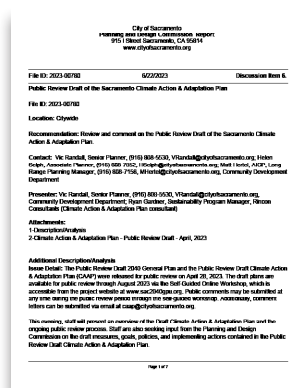 City of Sacramento
Planning and Design Commission Report
915 I Street Sacramento, CA 95814
www.cityofsacramento.org
File ID: 2023-00780 6/22/2023 Discussion Item 6.
Public Review Draft of the Sacramento Climate Action & Adaptation Plan
File ID: 2023-00780
Location: Citywide
Recommendation: Review and comment on the Public Review Draft of the Sacramento Climate
Action & Adaptation Plan.
Contact: Vic Randall, Senior Planner, (916) 808-5530, VRandall@cityofsacramento.org, Helen
Selph, Associate Planner, (916) 808-7852, HSelph@cityofsacramento.org, Matt Hertel, AICP, Long
Range Planning Manager, (916) 808-7158, MHertel@cityofsacramento.org, Community Development
Department
Presenter: Vic Randall, Senior Planner, (916) 808-5530, VRandall@cityofsacramento.org,
Community Development Department; Ryan Gardner, Sustainability Program Manager, Rincon
Consultants (Climate Action & Adaptation Plan consultant)
Attachments:
1-Description/Analysis
2-Climate Action & Adaptation Plan - Public Review Draft - April, 2023
Additional Description/Analysis
Issue Detail: The Public Review Draft 2040 General Plan and the Public Review Draft Climate Action
& Adaptation Plan (CAAP) were released for public review on April 28, 2023. The draft plans are
available for public review through August 2023 via the Self-Guided Online Workshop, which is
accessible from the project website at www.sac2040gpu.org. Public comments may be submitted at
any time during the public review period through the self-guided workshop. Additionally, comment
letters can be submitted via email at caap@cityofsacramento.org.
This evening, staff will present an overview of the Draft Climate Action & Adaptation Plan and the
ongoing public review process. Staff are also seeking input from the Planning and Design
Commission on the draft measures, goals, policies, and implementing actions contained in the Public
Review Draft Climate Action & Adaptation Plan.
Page 1 of 7